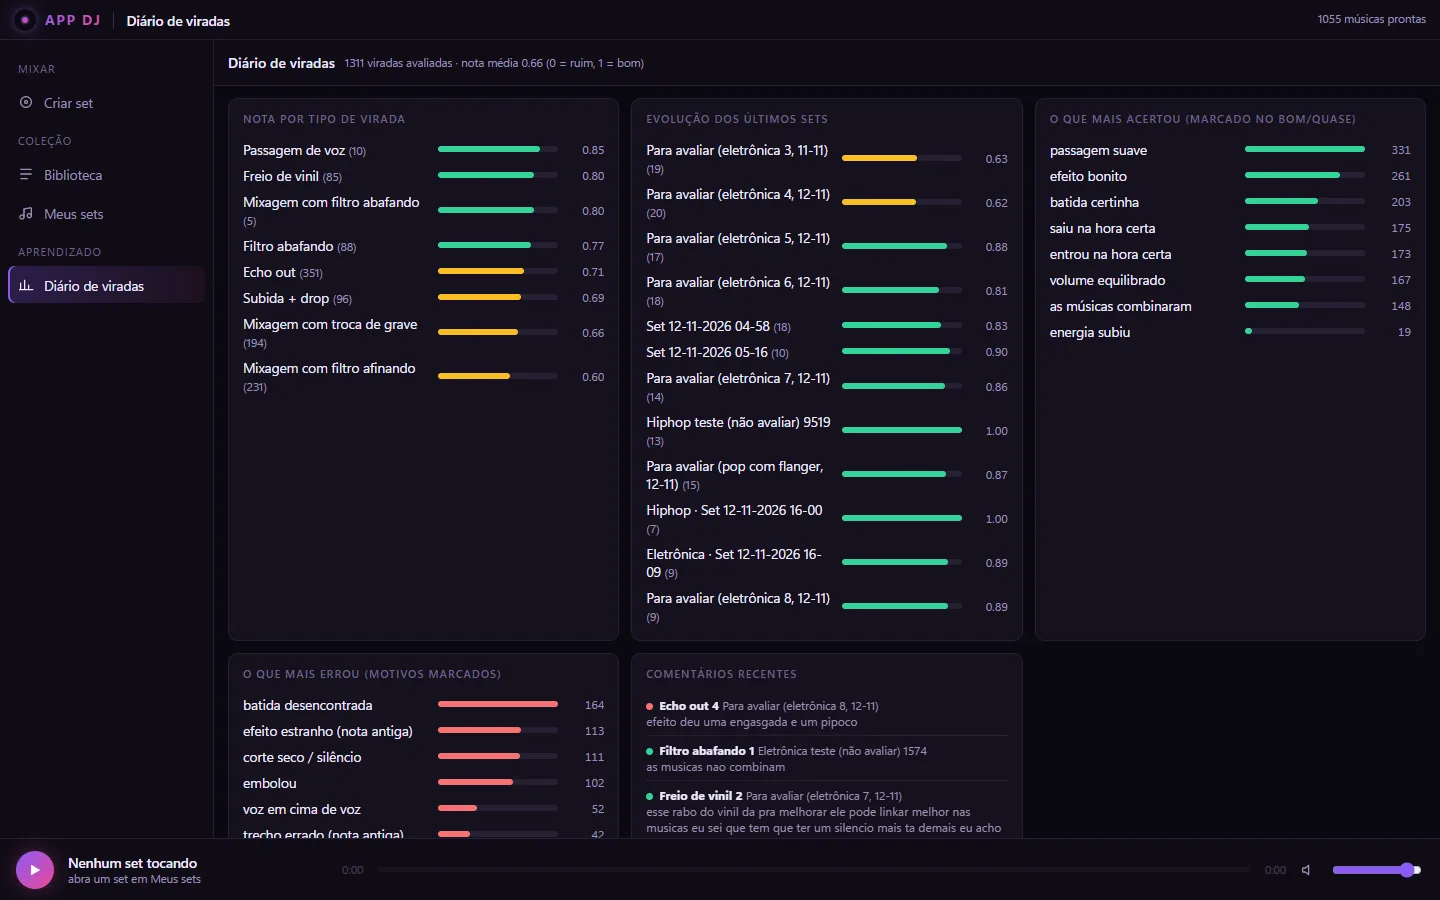 APP DJ
Diário de viradas
1055 músicas prontas
MIXAR
Criar set
COLEÇÃO
Biblioteca
Meus sets
APRENDIZADO
Diário de viradas
Diário de viradas 1311 viradas avaliadas · nota média 0.66 (0 = ruim, 1 = bom)
NOTA POR TIPO DE VIRADA
Passagem de voz (10) 0.85
Freio de vinil (85) 0.80
Mixagem com filtro abafando
(5) 0.80
Filtro abafando (88) 0.77
Echo out (351) 0.71
Subida + drop (96) 0.69
Mixagem com troca de grave
(194) 0.66
Mixagem com filtro afinando
(231) 0.60
EVOLUÇÃO DOS ÚLTIMOS SETS
Para avaliar (eletrônica 3, 11-11)
(19) 0.63
Para avaliar (eletrônica 4, 12-11)
(20) 0.62
Para avaliar (eletrônica 5, 12-11)
(17) 0.88
Para avaliar (eletrônica 6, 12-11)
(18) 0.81
Set 12-11-2026 04-58 (18) 0.83
Set 12-11-2026 05-16 (10) 0.90
Para avaliar (eletrônica 7, 12-11)
(14) 0.86
Hiphop teste (não avaliar) 9519
(13) 1.00
Para avaliar (pop com flanger,
12-11) (15) 0.87
Hiphop · Set 12-11-2026 16-00
(7) 1.00
Eletrônica · Set 12-11-2026 16-
09 (9) 0.89
Para avaliar (eletrônica 8, 12-11)
(9) 0.89
O QUE MAIS ACERTOU (MARCADO NO BOM/QUASE)
passagem suave 331
efeito bonito 261
batida certinha 203
saiu na hora certa 175
entrou na hora certa 173
volume equilibrado 167
as músicas combinaram 148
energia subiu 19
O QUE MAIS ERROU (MOTIVOS MARCADOS)
batida desencontrada 164
efeito estranho (nota antiga) 113
corte seco / silêncio 111
embolou 102
voz em cima de voz 52
trecho errado (nota antiga) 42
COMENTÁRIOS RECENTES
Echo out 4 Para avaliar (eletrônica 8, 12-11)
efeito deu uma engasgada e um pipoco
Filtro abafando 1 Eletrônica teste (não avaliar) 1574
as musicas nao combinam
Freio de vinil 2 Para avaliar (eletrônica 7, 12-11)
esse rabo do vinil da pra melhorar ele pode linkar melhor nas
musicas eu sei que tem que ter um silencio mais ta demais eu acho
Nenhum set tocando
abra um set em Meus sets
0:00
0:00